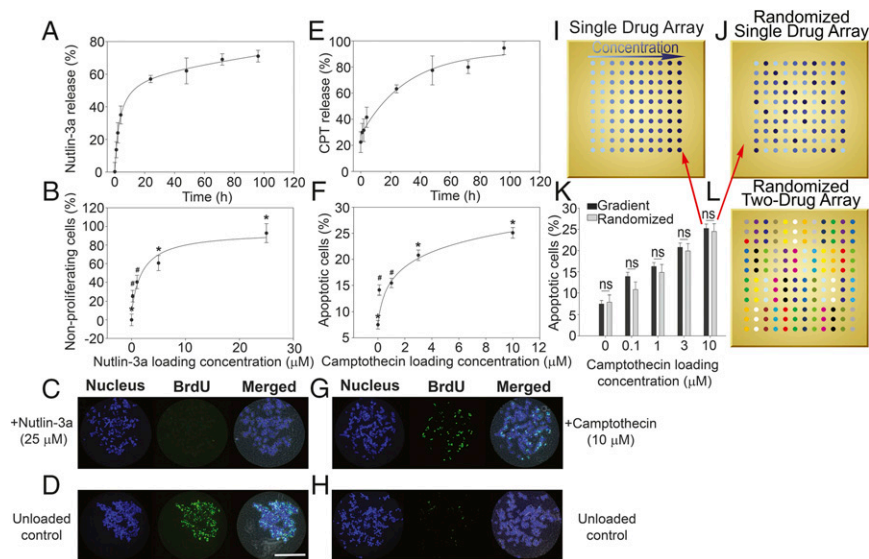 A
Nutlin-3a release (%)
80
70
60
50
40
30
20
10
0
0 20 40 60 80 100 120
Time (h)
E
CPT release (%)
100
80
60
40
20
0
0 20 40 60 80 100 120
Time (h)
I
Single Drug Array
Concentration
J
Randomized
Single Drug Array
B
Non-proliferating cells (%)
120
100
80
60
40
20
0
-20
* # # * *
0 5 10 15 20 25 30
Nutlin-3a loading concentration (μM)
F
Apoptotic cells (%)
30
25
20
15
10
5
* # # * *
0 2 4 6 8 10 12
Camptothecin loading concentration (μM)
K
Gradient
Randomized
Apoptotic cells (%)
30
25
20
15
10
5
0
ns ns ns ns ns
0 0.1 1 3 10
Camptothecin loading
concentration (μM)
L
Randomized
Two-Drug Array
C
Nucleus BrdU Merged
+Nutlin-3a
(25 μM)
G
Nucleus BrdU Merged
+Camptothecin
(10 μM)
D
Unloaded
control
H
Unloaded
control